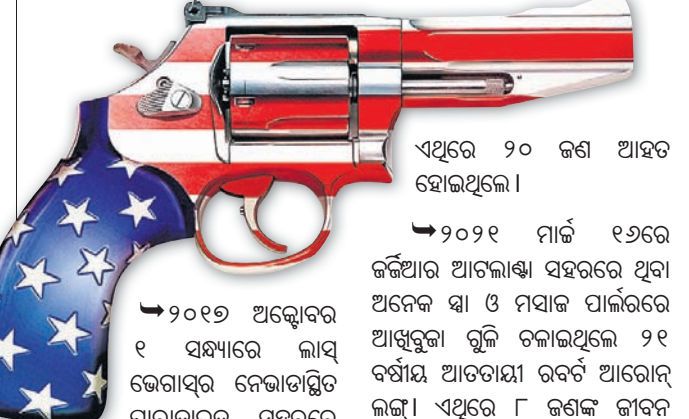 ➥୨୦୧୭ ଅକ୍ଟୋବର
୧ ସନ୍ଧ୍ୟାରେ ଲାସ୍
ଭେଗାସ୍‌ର ନେଭାଡାସ୍ଥିତ
ଏଥିରେ ୨୦ ଜଣ ଆହତ
ହୋଇଥିଲେ।
➥୨୦୨୧ ମାର୍ଚ୍ଚ ୧୬ରେ
ଜର୍ଜିଆର ଆଟଲାଣ୍ଟା ସହରରେ ଥିବା
ଅନେକ ସ୍ପା ଓ ମସାଜ ପାର୍ଲରରେ
ଆଖିବୁଜା ଗୁଳି ଚଳାଇଥିଲେ ୨୧
ବର୍ଷୀୟ ଆତତାୟୀ ରବର୍ଟ ଆରୋନ୍
ଲଙ୍ଗ୍। ଏଥିରେ ୮ ଜଣଙ୍କ ଜୀବନ